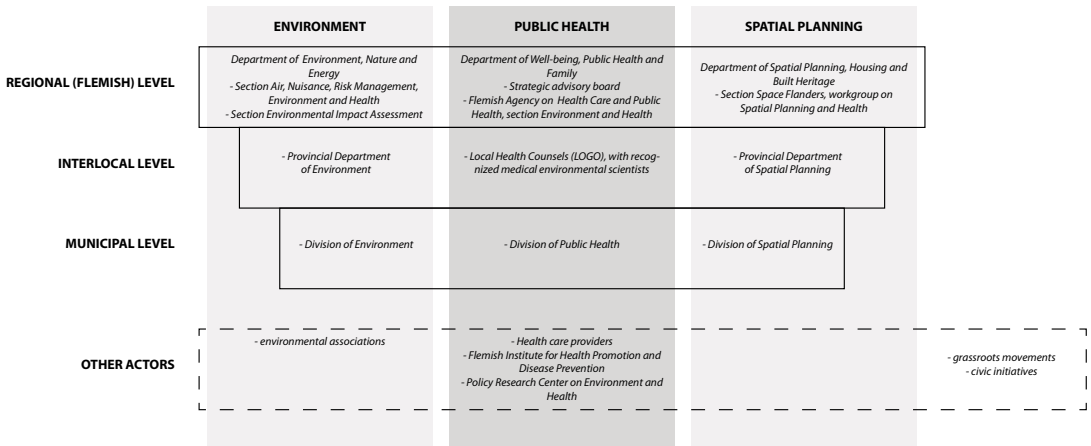 ENVIRONMENT
PUBLIC HEALTH
SPATIAL PLANNING
REGIONAL (FLEMISH) LEVEL
Department of Environment, Nature and
Energy
- Section Air, Nuisance, Risk Management,
Environment and Health
- Section Environmental Impact Assessment
Department of Well-being, Public Health and
Family
- Strategic advisory board
- Flemish Agency on Health Care and Public
Health, section Environment and Health
Department of Spatial Planning, Housing and
Built Heritage
- Section Space Flanders, workgroup on
Spatial Planning and Health
INTERLOCAL LEVEL
- Provincial Department
of Environment
- Local Health Counsels (LOGO), with recog-
nized medical environmental scientists
- Provincial Department
of Spatial Planning
MUNICIPAL LEVEL
- Division of Environment
- Division of Public Health
- Division of Spatial Planning
OTHER ACTORS
- environmental associations
- Health care providers
- Flemish Institute for Health Promotion and
Disease Prevention
- Policy Research Center on Environment and
Health
- grassroots movements
- civic initiatives